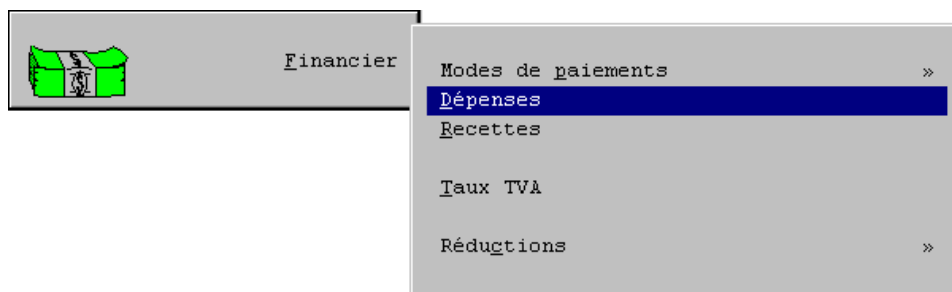 Financier
Modes de paiements »
Dépenses
Recettes
Taux TVA
Réductions »